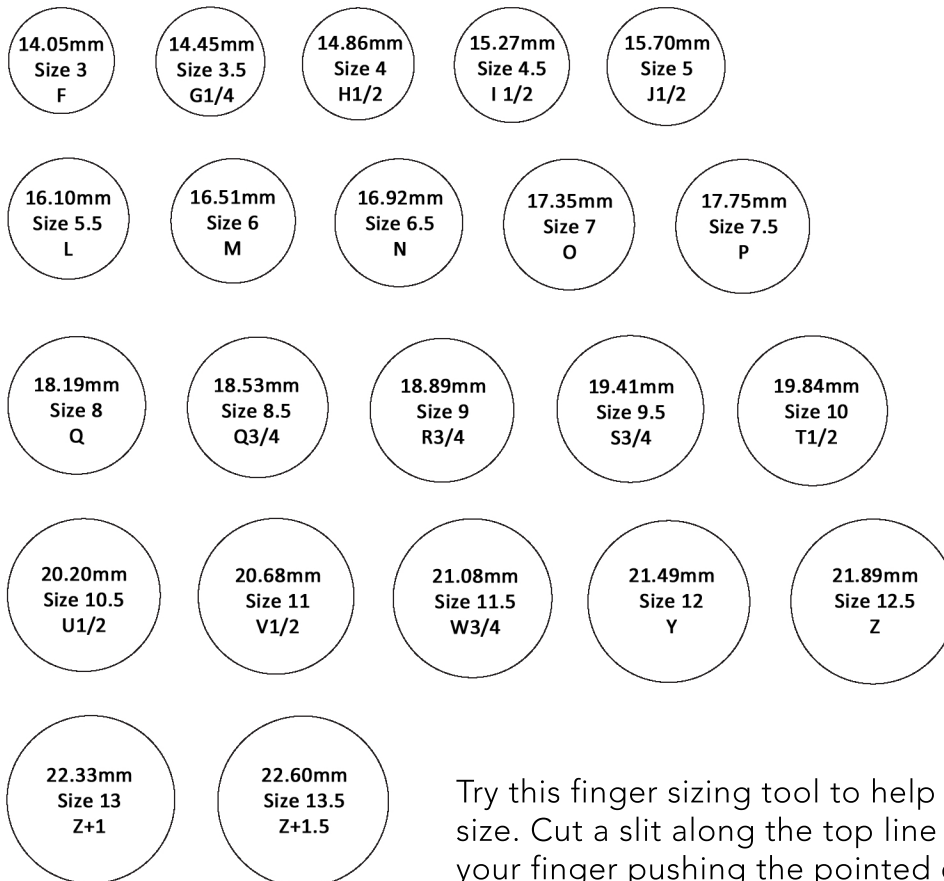 14.05mm
Size 3
F
14.45mm
Size 3.5
G1/4
14.86mm
Size 4
H1/2
15.27mm
Size 4.5
I 1/2
15.70mm
Size 5
J1/2
16.10mm
Size 5.5
L
16.51mm
Size 6
M
16.92mm
Size 6.5
N
17.35mm
Size 7
O
17.75mm
Size 7.5
P
18.19mm
Size 8
Q
18.53mm
Size 8.5
Q3/4
18.89mm
Size 9
R3/4
19.41mm
Size 9.5
S3/4
19.84mm
Size 10
T1/2
20.20mm
Size 10.5
U1/2
20.68mm
Size 11
V1/2
21.08mm
Size 11.5
W3/4
21.49mm
Size 12
Y
21.89mm
Size 12.5
Z
22.33mm
Size 13
Z+1
22.60mm
Size 13.5
Z+1.5
Try this finger sizing tool to help
size. Cut a slit along the top line
your finger pushing the pointed